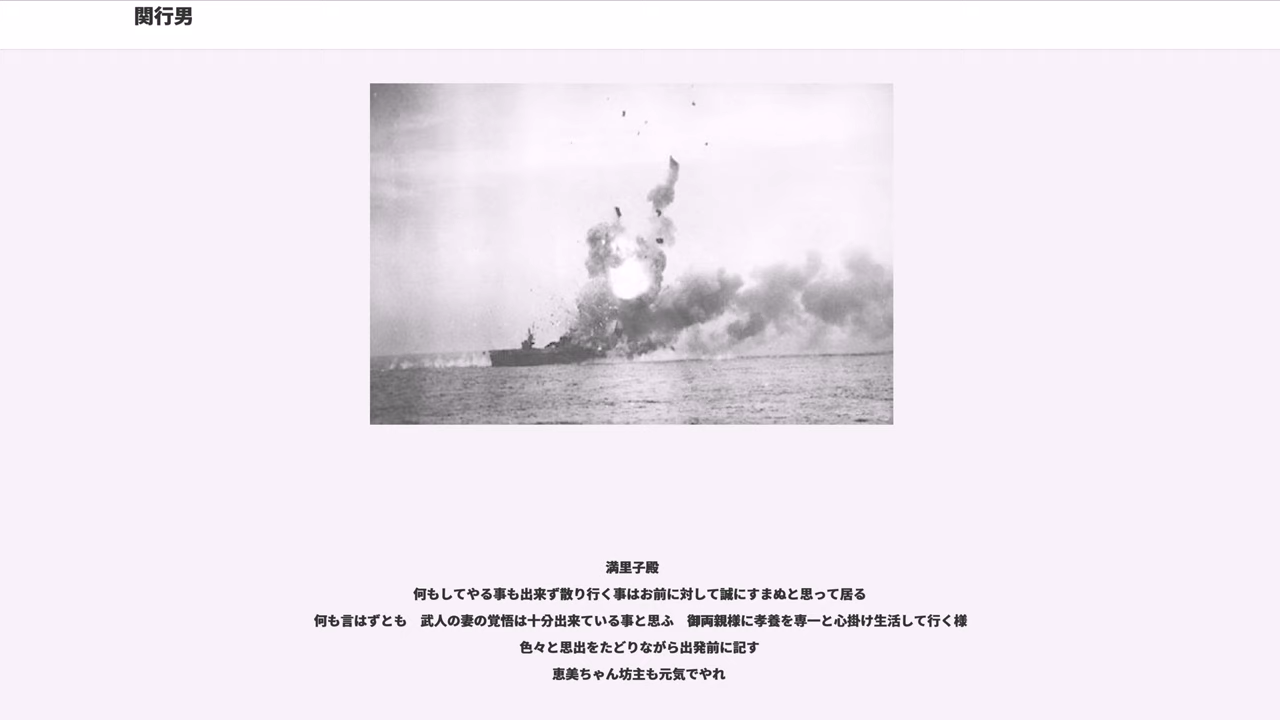 関行男
満里子殿
何もしてやる事も出来ず散り行く事はお前に対して誠にすまぬと思って居る
何も言はずとも　武人の妻の覚悟は十分出来ている事と思ふ　御両親様に孝養を専一と心掛け生活して行く様
色々と思出をたどりながら出発前に記す
恵美ちゃん坊主も元気でやれ